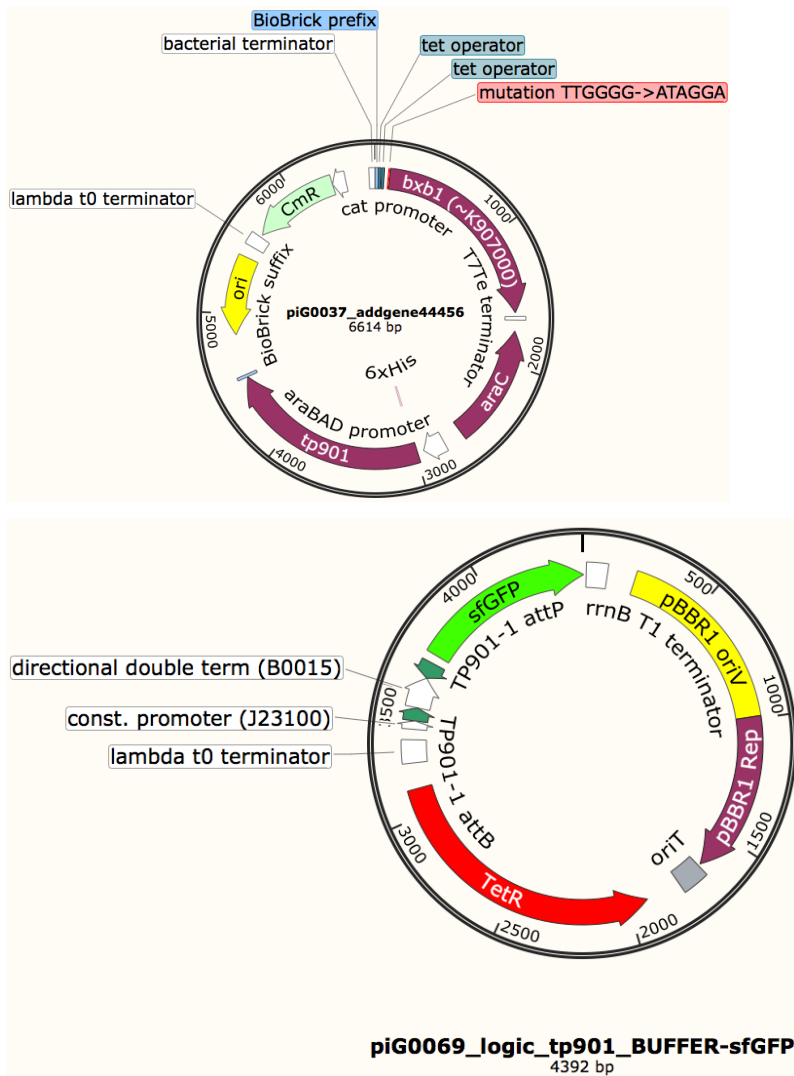 BioBrick prefix
bacterial terminator
tet operator
tet operator
mutation TTGGGG->ATAGGA
6000
CmR
cat promoter
bxb1 (~K907000)
1000
lambda t0 terminator
ori
BioBrick suffix
T7Te terminator
piG0037_addgene44456
6614 bp
5000
2000
6xHis
araC
araBAD promoter
tp901
4000
3000
4000
sfGFP
TP901-1 attP
rrnB T1 terminator
pBBR1 oriV
500
directional double term (B0015)
3500
1000
const. promoter (J23100)
lambda t0 terminator
TP901-1 attB
pBBR1 Rep
3000
oriT
1500
TetR
2500
2000
piG0069_logic_tp901_BUFFER-sfGFP
4392 bp